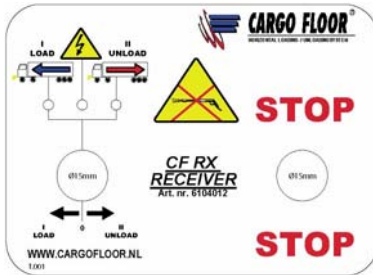 CARGO FLOOR®
HORIZONTAL LOADING / UNLOADING SYSTEM
I
LOAD
II
UNLOAD
STOP
Ø15mm
CF RX
RECEIVER
Art. nr. 6104012
Ø15mm
I
LOAD
0
II
UNLOAD
STOP
WWW.CARGOFLOOR.NL
1.001